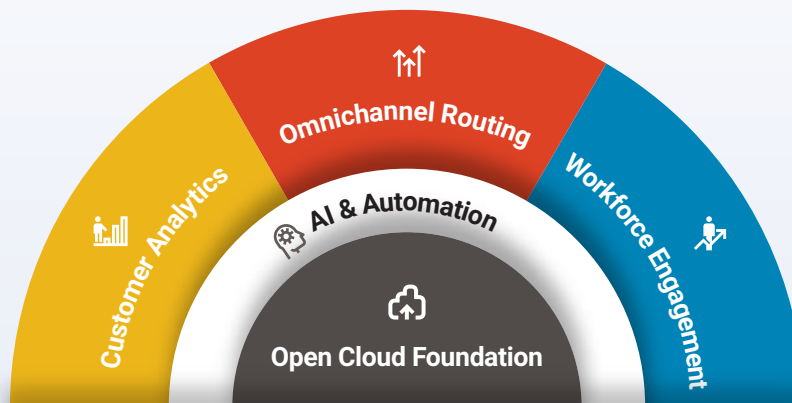 Customer Analytics
Omnichannel Routing
Workforce Engagement
AI & Automation
Open Cloud Foundation